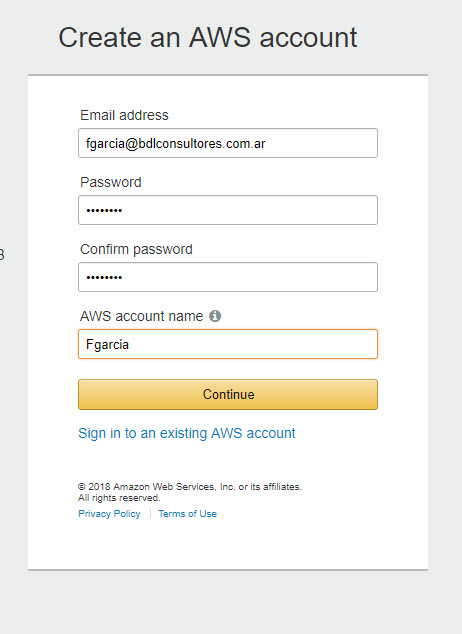 Create an AWS account
Email address
fgarcia@bdlconsultores.com.ar
Password
••••••••
Confirm password
••••••••
AWS account name
Fgarcia
Continue
Sign in to an existing AWS account
© 2018 Amazon Web Services, Inc. or its affiliates.
All rights reserved.
Privacy Policy | Terms of Use